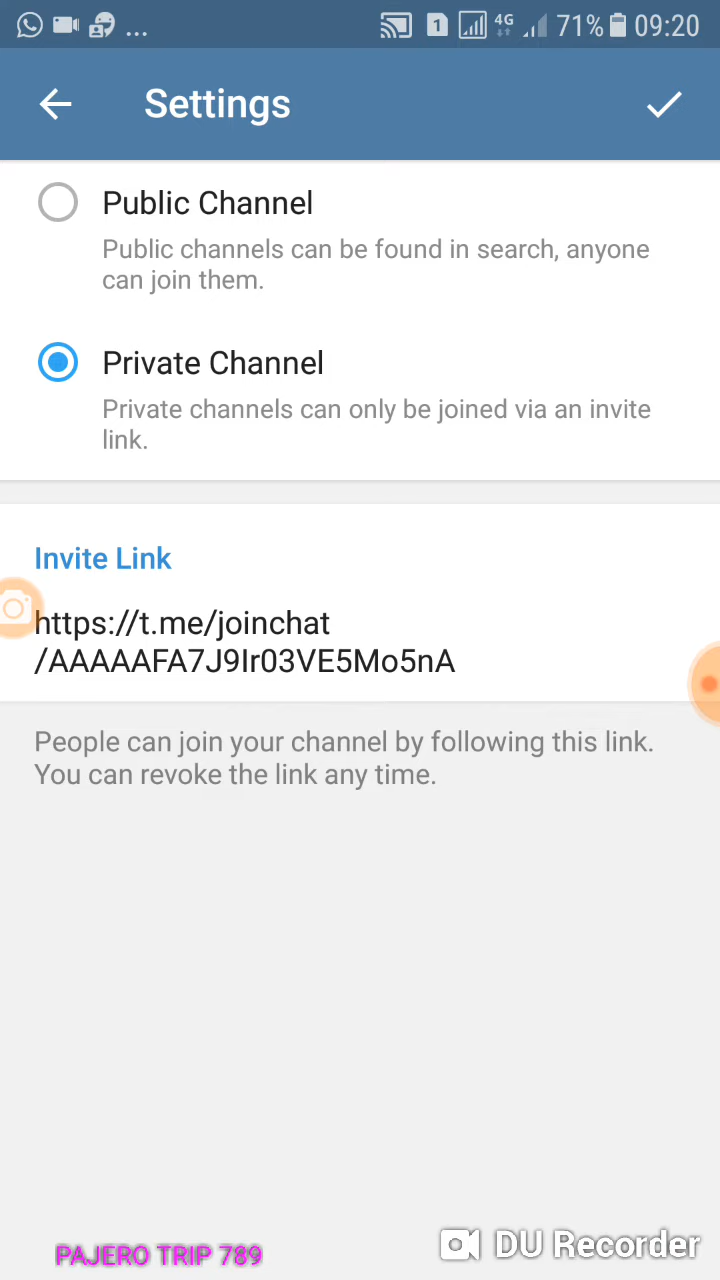 ... 1 4G 71% 09:20
Settings
Public Channel
Public channels can be found in search, anyone
can join them.
Private Channel
Private channels can only be joined via an invite
link.
Invite Link
https://t.me/joinchat
/AAAAAFA7J9Ir03VE5Mo5nA
People can join your channel by following this link.
You can revoke the link any time.
PAJERO TRIP 789
DU Recorder